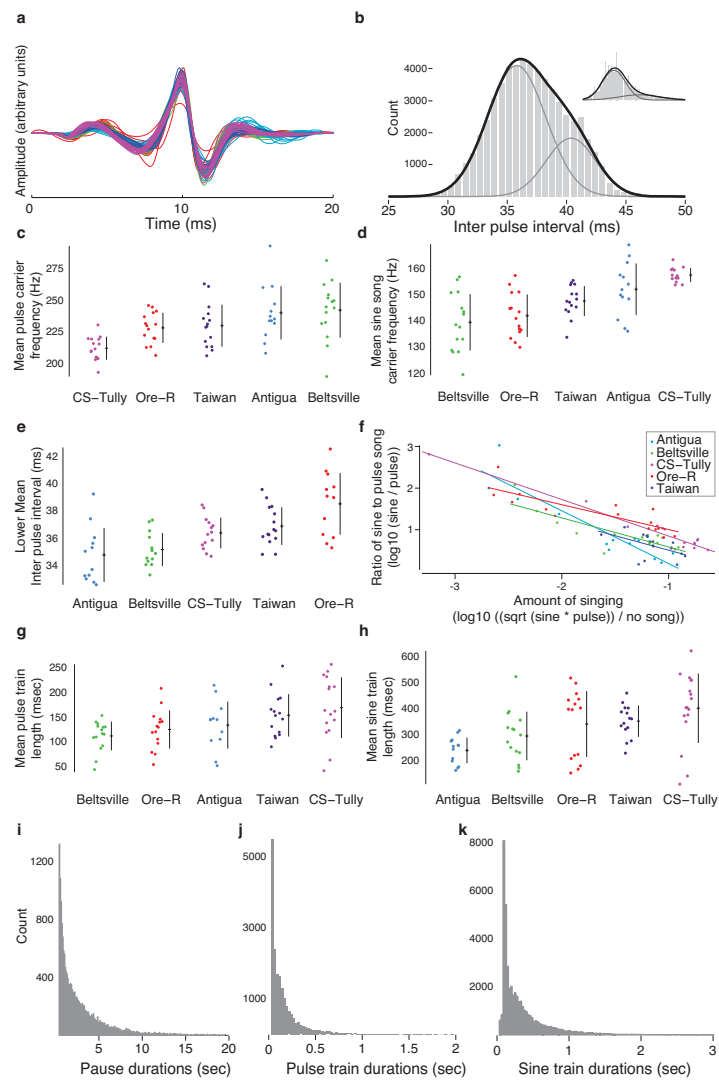 a
Amplitude (arbitrary units)
0
10
20
Time (ms)
b
Count
4000
3000
2000
1000
25
30
35
40
45
50
Inter pulse interval (ms)
c
Mean pulse carrier
frequency (Hz)
275
250
225
200
CS−Tully
Ore−R
Taiwan
Antigua
Beltsville
d
Mean sine song
carrier frequency (Hz)
160
150
140
130
120
Beltsville
Ore−R
Taiwan
Antigua
CS−Tully
e
Lower Mean
Inter pulse interval (ms)
42
40
38
36
34
Antigua
Beltsville
CS−Tully
Taiwan
Ore−R
f
Ratio of sine to pulse song
(log10 (sine / pulse))
3
2
1
Antigua
Beltsville
CS−Tully
Ore−R
Taiwan
-3
-2
-1
Amount of singing
(log10 ((sqrt (sine * pulse)) / no song))
g
Mean pulse train
length (msec)
250
200
150
100
50
Beltsville
Ore−R
Antigua
Taiwan
CS−Tully
h
Mean sine train
length (msec)
600
500
400
300
200
Antigua
Beltsville
Ore−R
Taiwan
CS−Tully
i
Count
1200
800
400
5
10
15
20
Pause durations (sec)
j
5000
3000
1000
0
0.5
1
1.5
2
Pulse train durations (sec)
k
8000
6000
4000
2000
0
1
2
3
Sine train durations (sec)